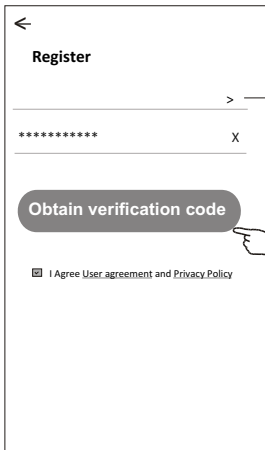 Register
>
*********** X
Obtain verification code
I Agree User agreement and Privacy Policy